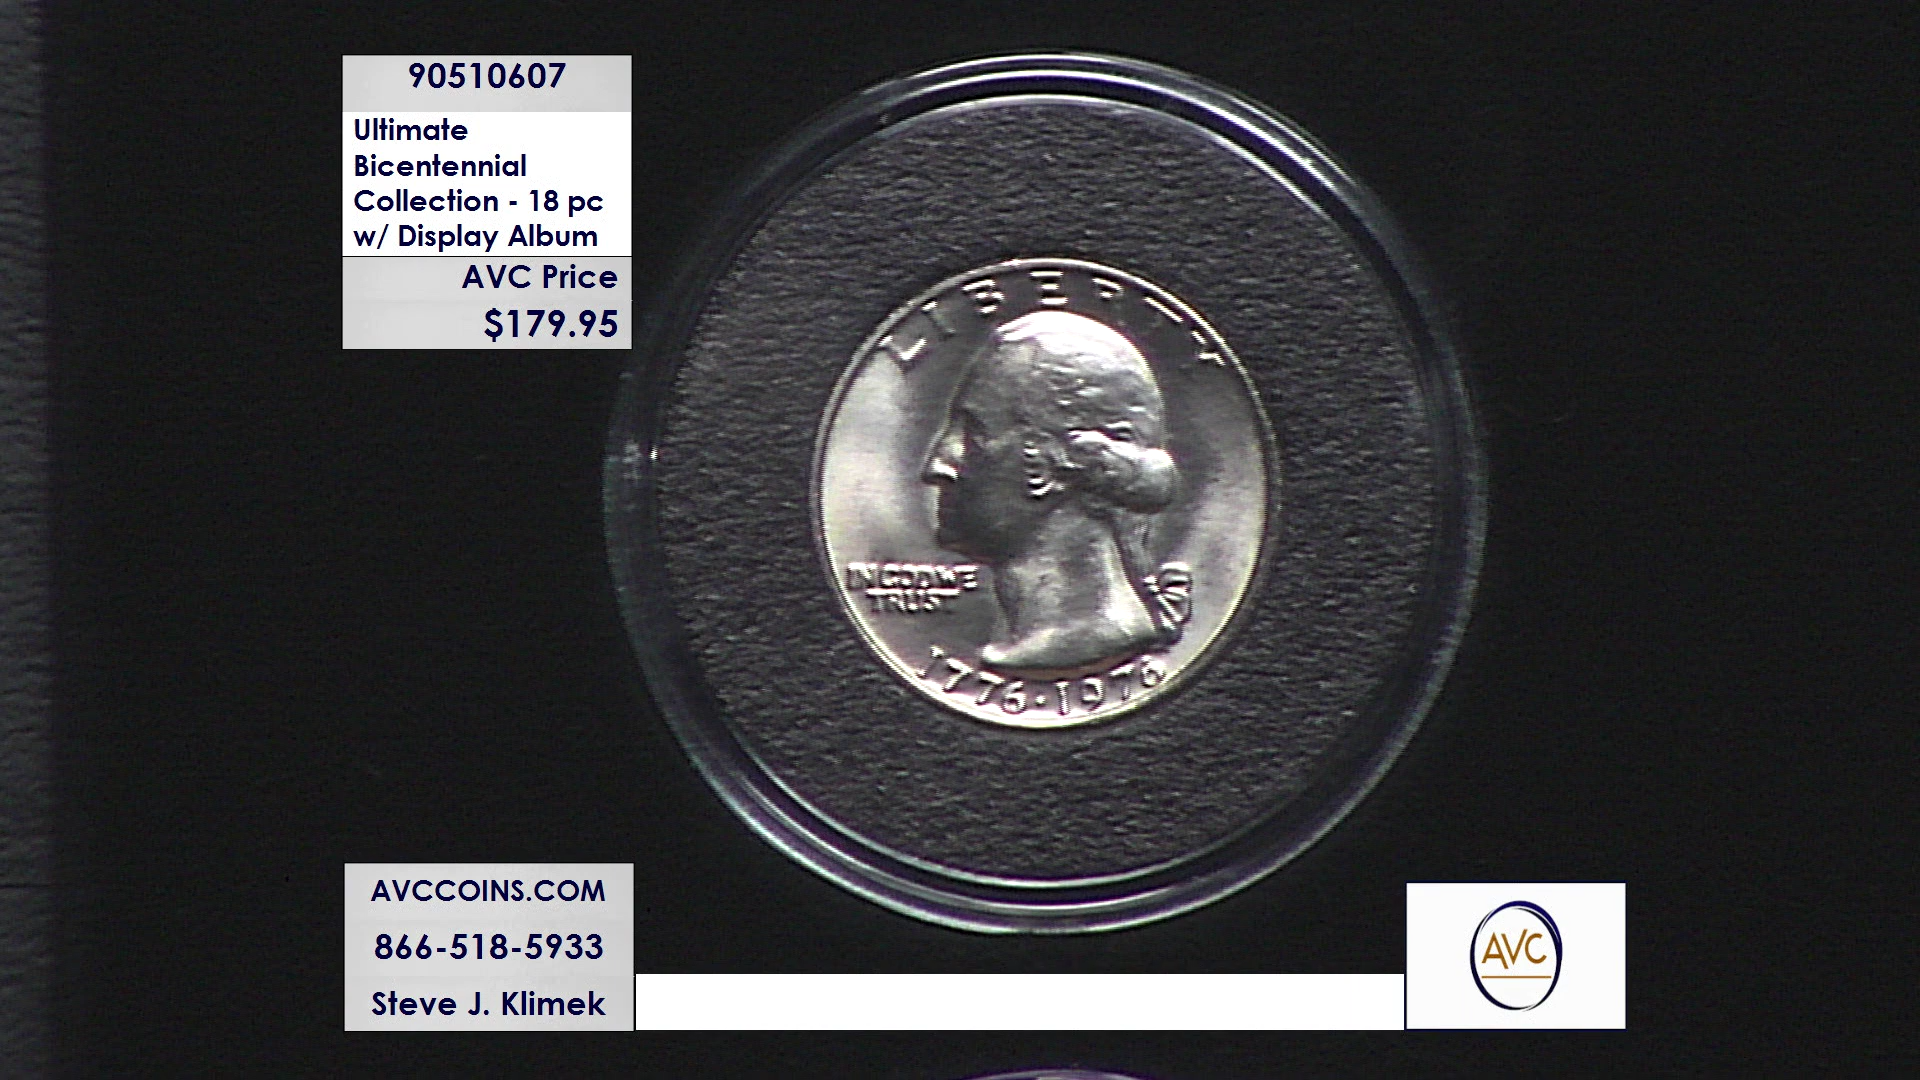 90510607
Ultimate
Bicentennial
Collection - 18 pc
w/ Display Album
AVC Price
$179.95
LIBERTY
IN GOD WE
TRUST
1776·1976
AVCCOINS.COM
866-518-5933
Steve J. Klimek
AVC